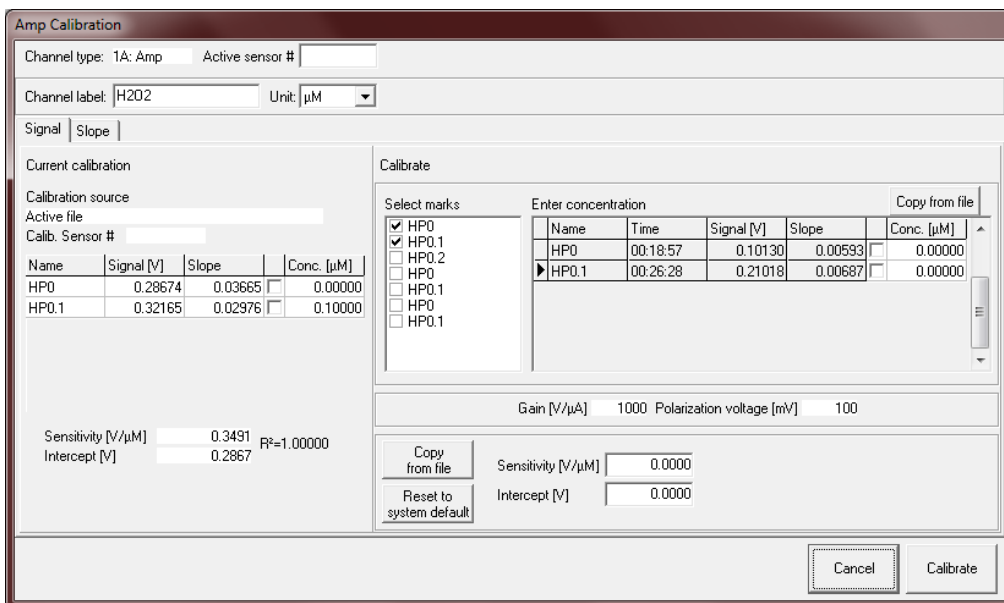 Amp Calibration
Channel type: 1A: Amp Active sensor #
Channel label: H2O2 Unit: µM
Signal Slope
Current calibration
Calibration source
Active file
Calib. Sensor #
Name Signal [V] Slope Conc. [µM]
HP0 0.28674 0.03665 0.00000
HP0.1 0.32165 0.02976 0.10000
Sensitivity [V/µM] 0.3491 R²=1.00000
Intercept [V] 0.2867
Calibrate
Select marks
HP0
HP0.1
HP0.2
HP0
HP0.1
HP0
HP0.1
Enter concentration
Copy from file
Name Time Signal [V] Slope Conc. [µM]
HP0 00:18:57 0.10130 0.00593 0.00000
HP0.1 00:26:28 0.21018 0.00687 0.00000
Gain [V/µA] 1000 Polarization voltage [mV] 100
Copy
from file
Reset to
system default
Sensitivity [V/µM] 0.0000
Intercept [V] 0.0000
Cancel Calibrate